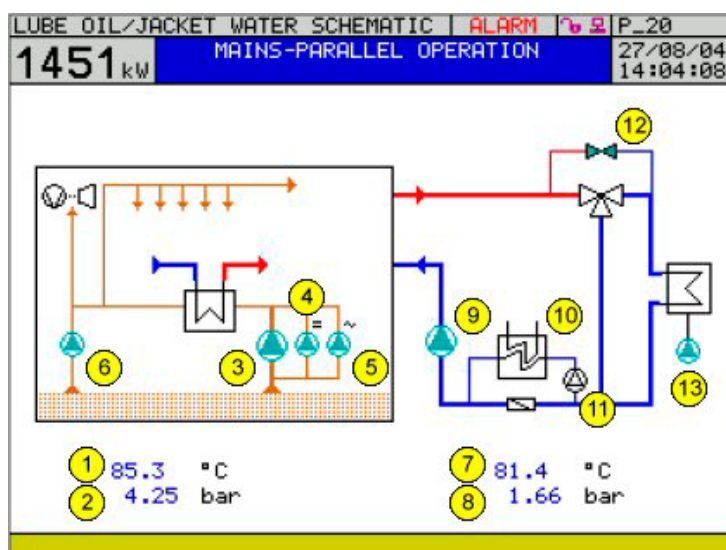 LUBE OIL/JACKET WATER SCHEMATIC ALARM P_20
1451 kW MAINS-PARALLEL OPERATION 27/08/04
14:04:08
12
4
= ~
9
10
6
3
5
11
13
1 85.3 °C
2 4.25 bar
7 81.4 °C
8 1.66 bar